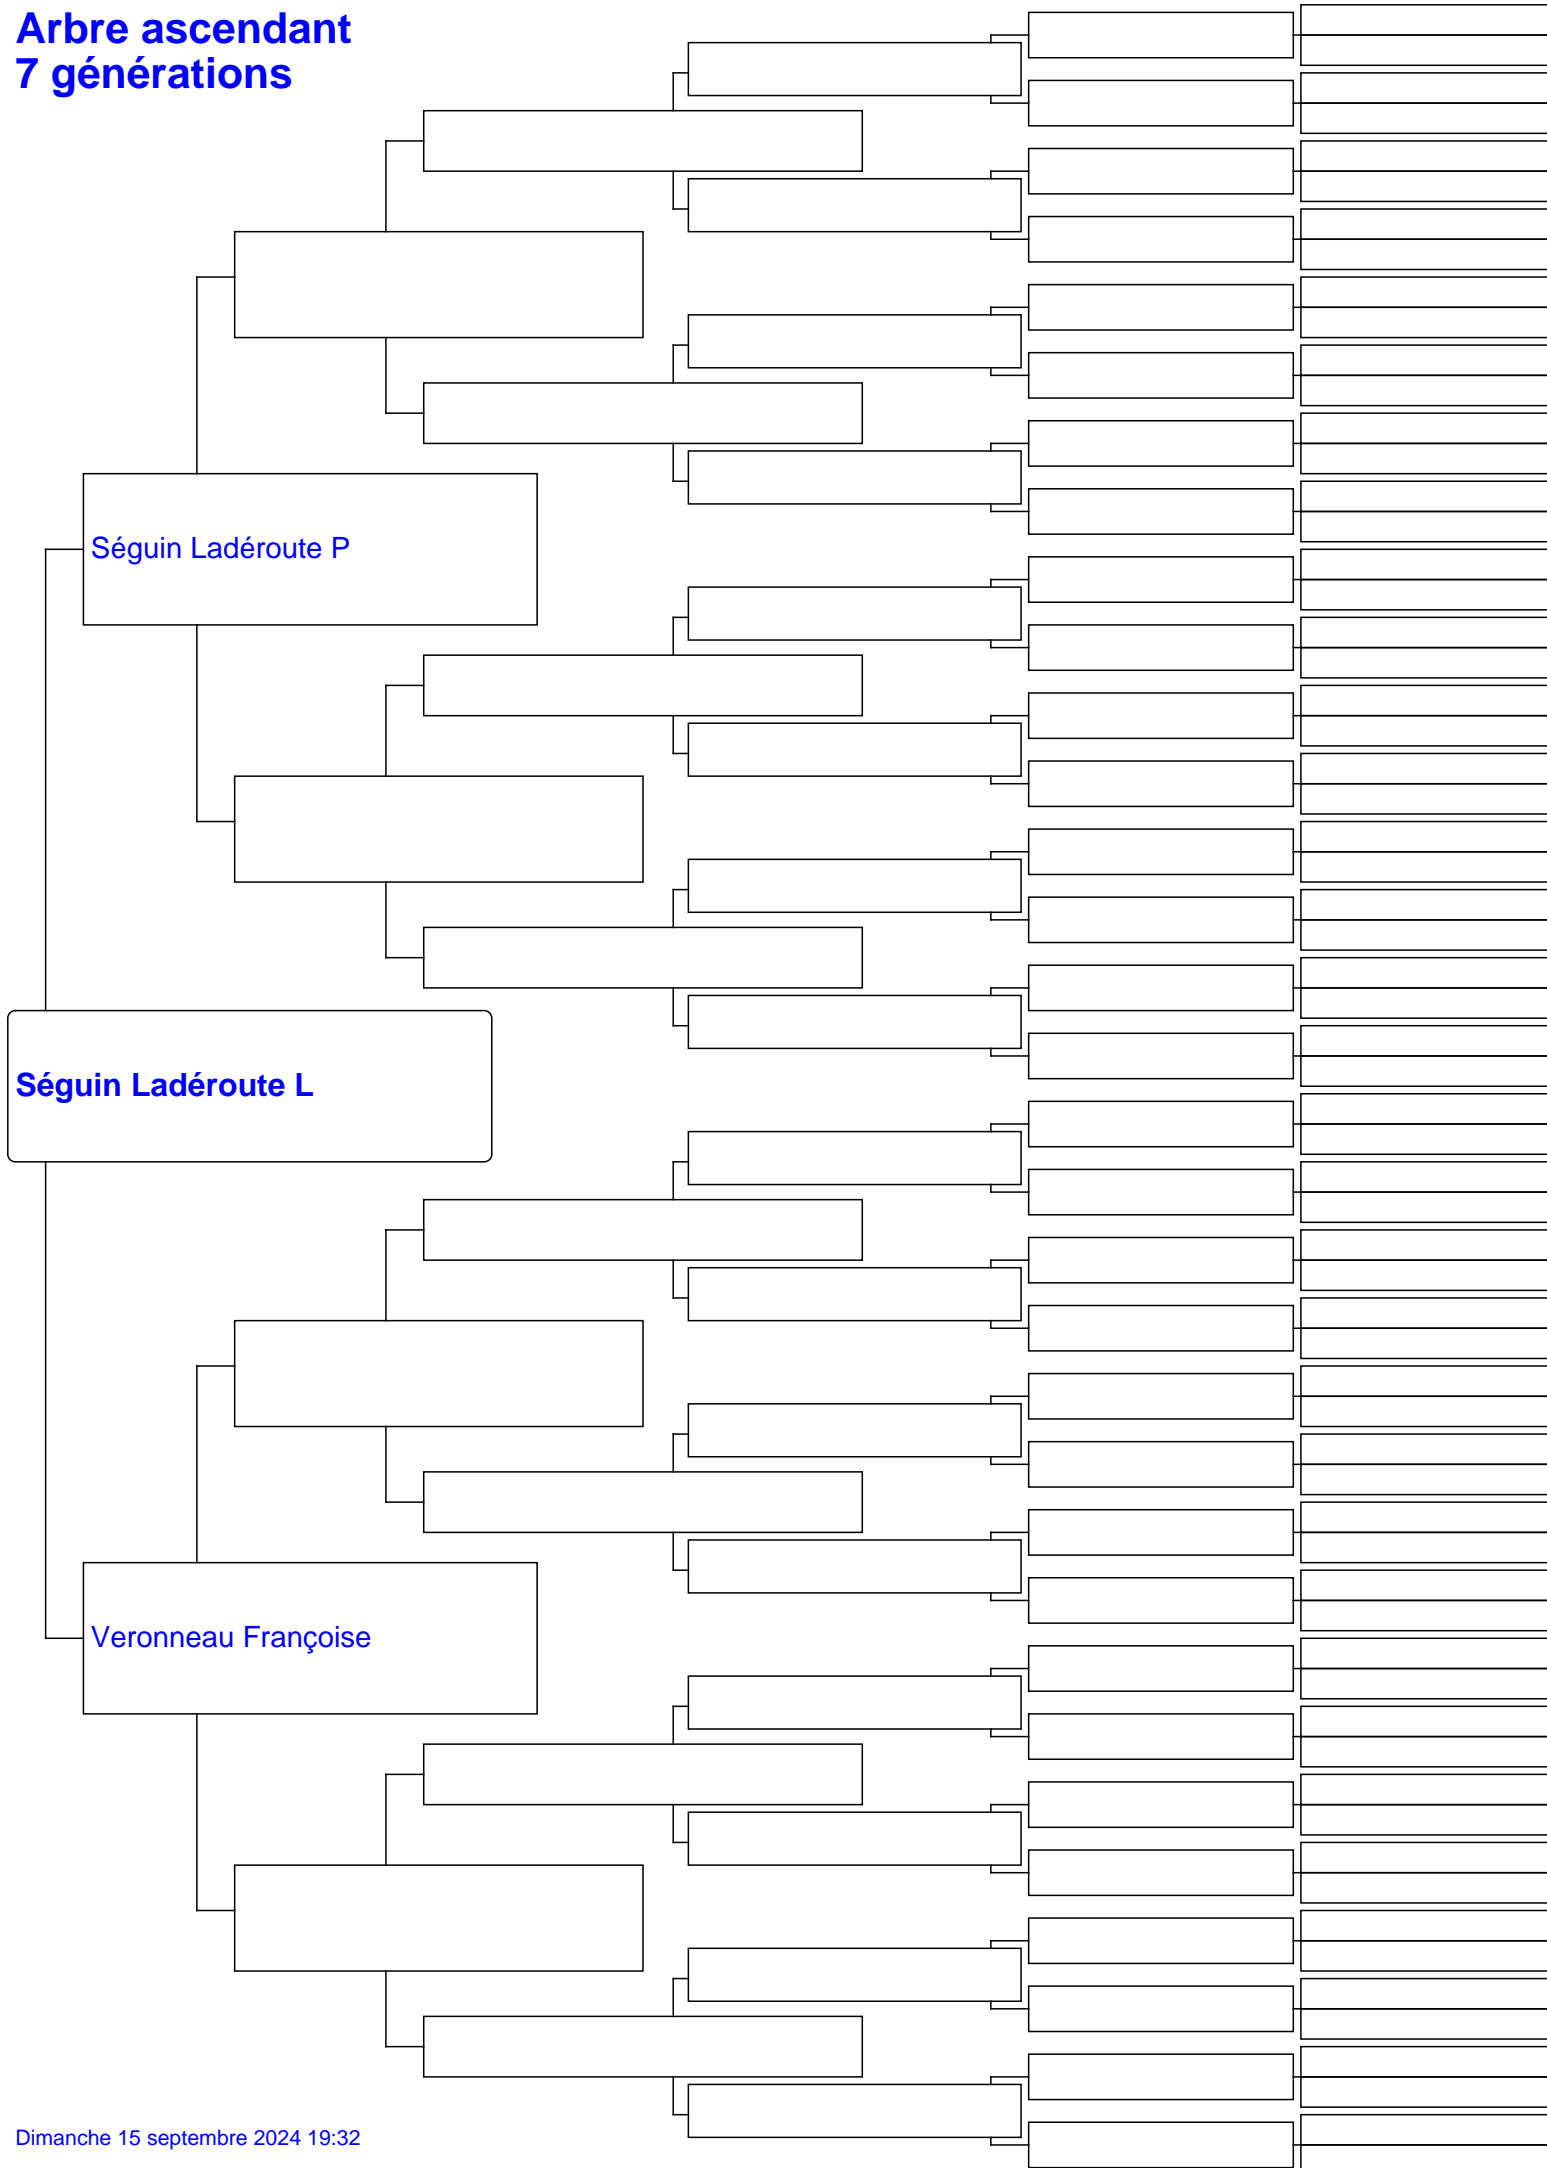 Arbre ascendant
7 générations
Séguin Ladéroute P
Séguin Ladéroute L
Veronneau Françoise
Dimanche 15 septembre 2024 19:32